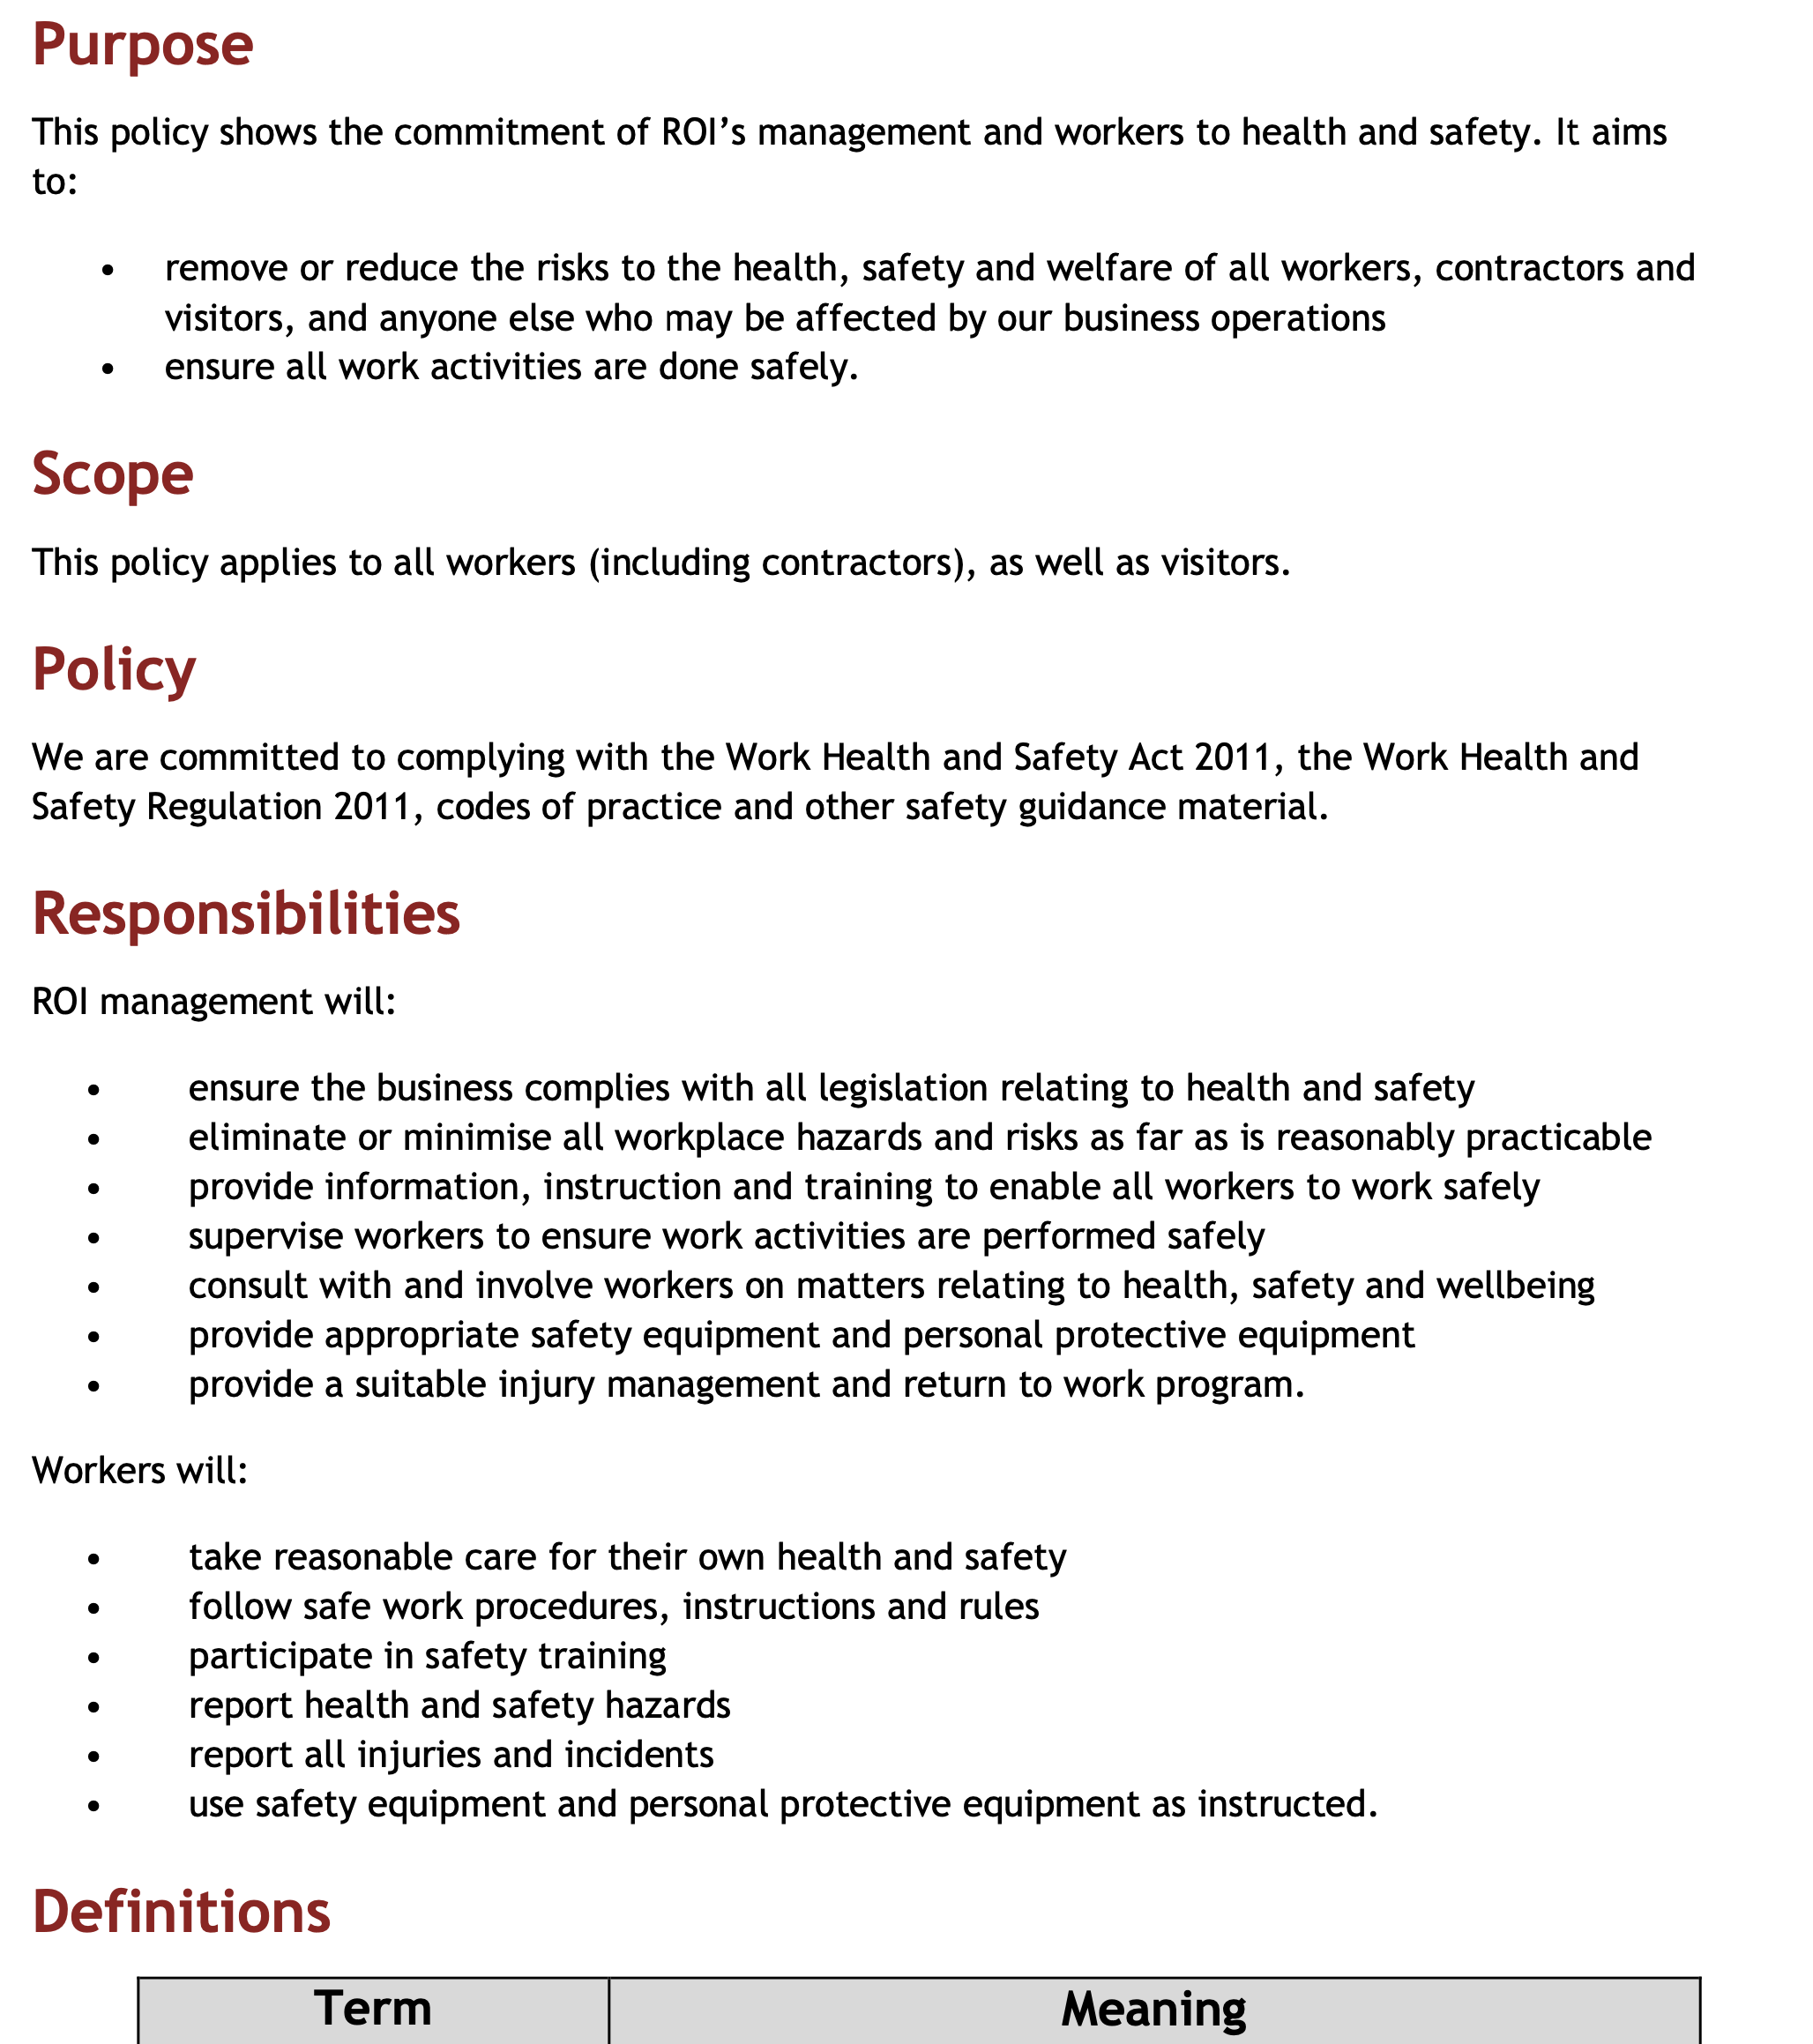 Purpose
This policy shows the commitment of ROI’s management and workers to health and safety. It aims
to:
• remove or reduce the risks to the health, safety and welfare of all workers, contractors and
visitors, and anyone else who may be affected by our business operations
• ensure all work activities are done safely.
Scope
This policy applies to all workers (including contractors), as well as visitors.
Policy
We are committed to complying with the Work Health and Safety Act 2011, the Work Health and
Safety Regulation 2011, codes of practice and other safety guidance material.
Responsibilities
ROI management will:
• ensure the business complies with all legislation relating to health and safety
• eliminate or minimise all workplace hazards and risks as far as is reasonably practicable
• provide information, instruction and training to enable all workers to work safely
• supervise workers to ensure work activities are performed safely
• consult with and involve workers on matters relating to health, safety and wellbeing
• provide appropriate safety equipment and personal protective equipment
• provide a suitable injury management and return to work program.
Workers will:
• take reasonable care for their own health and safety
• follow safe work procedures, instructions and rules
• participate in safety training
• report health and safety hazards
• report all injuries and incidents
• use safety equipment and personal protective equipment as instructed.
Definitions
Term Meaning